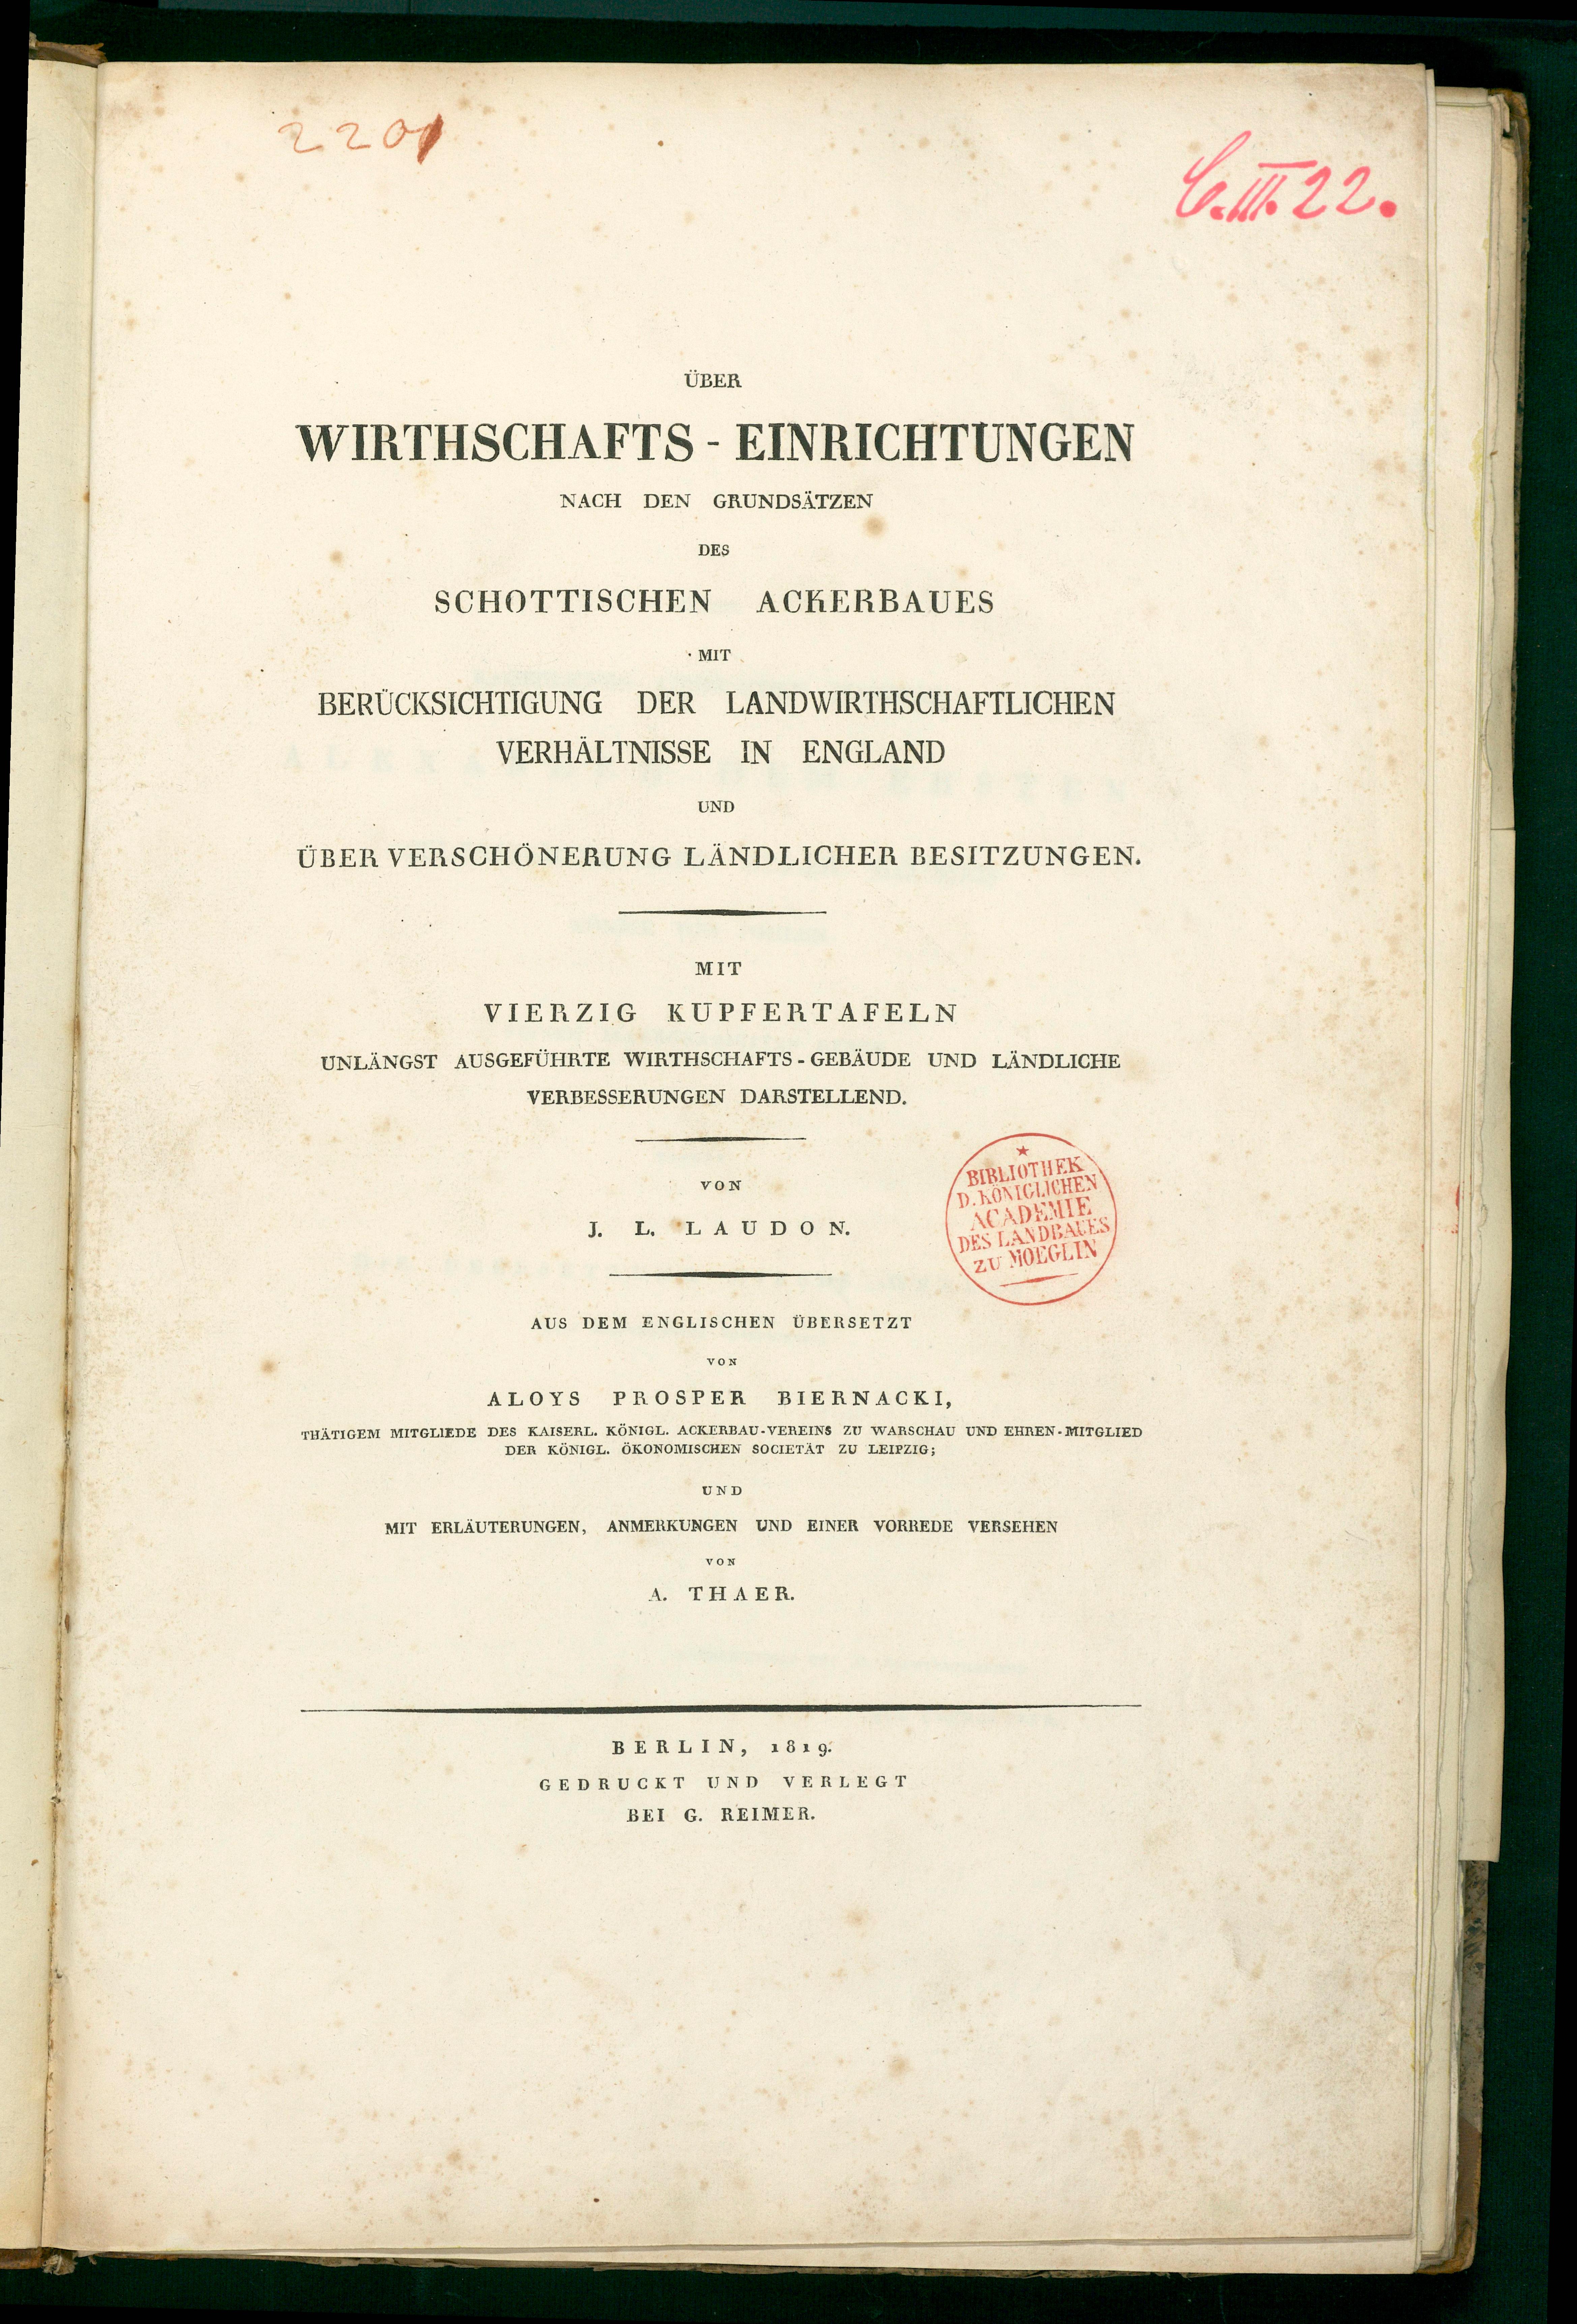 2201
C. III. 22.
ÜBER
WIRTHSCHAFTS - EINRICHTUNGEN
NACH DEN GRUNDSÄTZEN
DES
SCHOTTISCHEN ACKERBAUES
MIT
BERÜCKSICHTIGUNG DER LANDWIRTHSCHAFTLICHEN
VERHÄLTNISSE IN ENGLAND
UND
ÜBER VERSCHÖNERUNG LÄNDLICHER BESITZUNGEN.
MIT
VIERZIG KUPFERTAFELN
UNLÄNGST AUSGEFÜHRTE WIRTHSCHAFTS - GEBÄUDE UND LÄNDLICHE
VERBESSERUNGEN DARSTELLEND.
VON
J. L. LAUDON.
BIBLIOTHEK
D. KÖNIGLICHEN
ACADEMIE
DES LANDBAUES
ZU MOEGLIN
AUS DEM ENGLISCHEN ÜBERSETZT
VON
ALOYS PROSPER BIERNACKI,
THÄTIGEM MITGLIEDE DES KAISERL. KÖNIGL. ACKERBAU-VEREINS ZU WARSCHAU UND EHREN-MITGLIED
DER KÖNIGL. ÖKONOMISCHEN SOCIETÄT ZU LEIPZIG;
UND
MIT ERLÄUTERUNGEN, ANMERKUNGEN UND EINER VORREDE VERSEHEN
VON
A. THAER.
BERLIN, 1819.
GEDRUCKT UND VERLEGT
BEI G. REIMER.